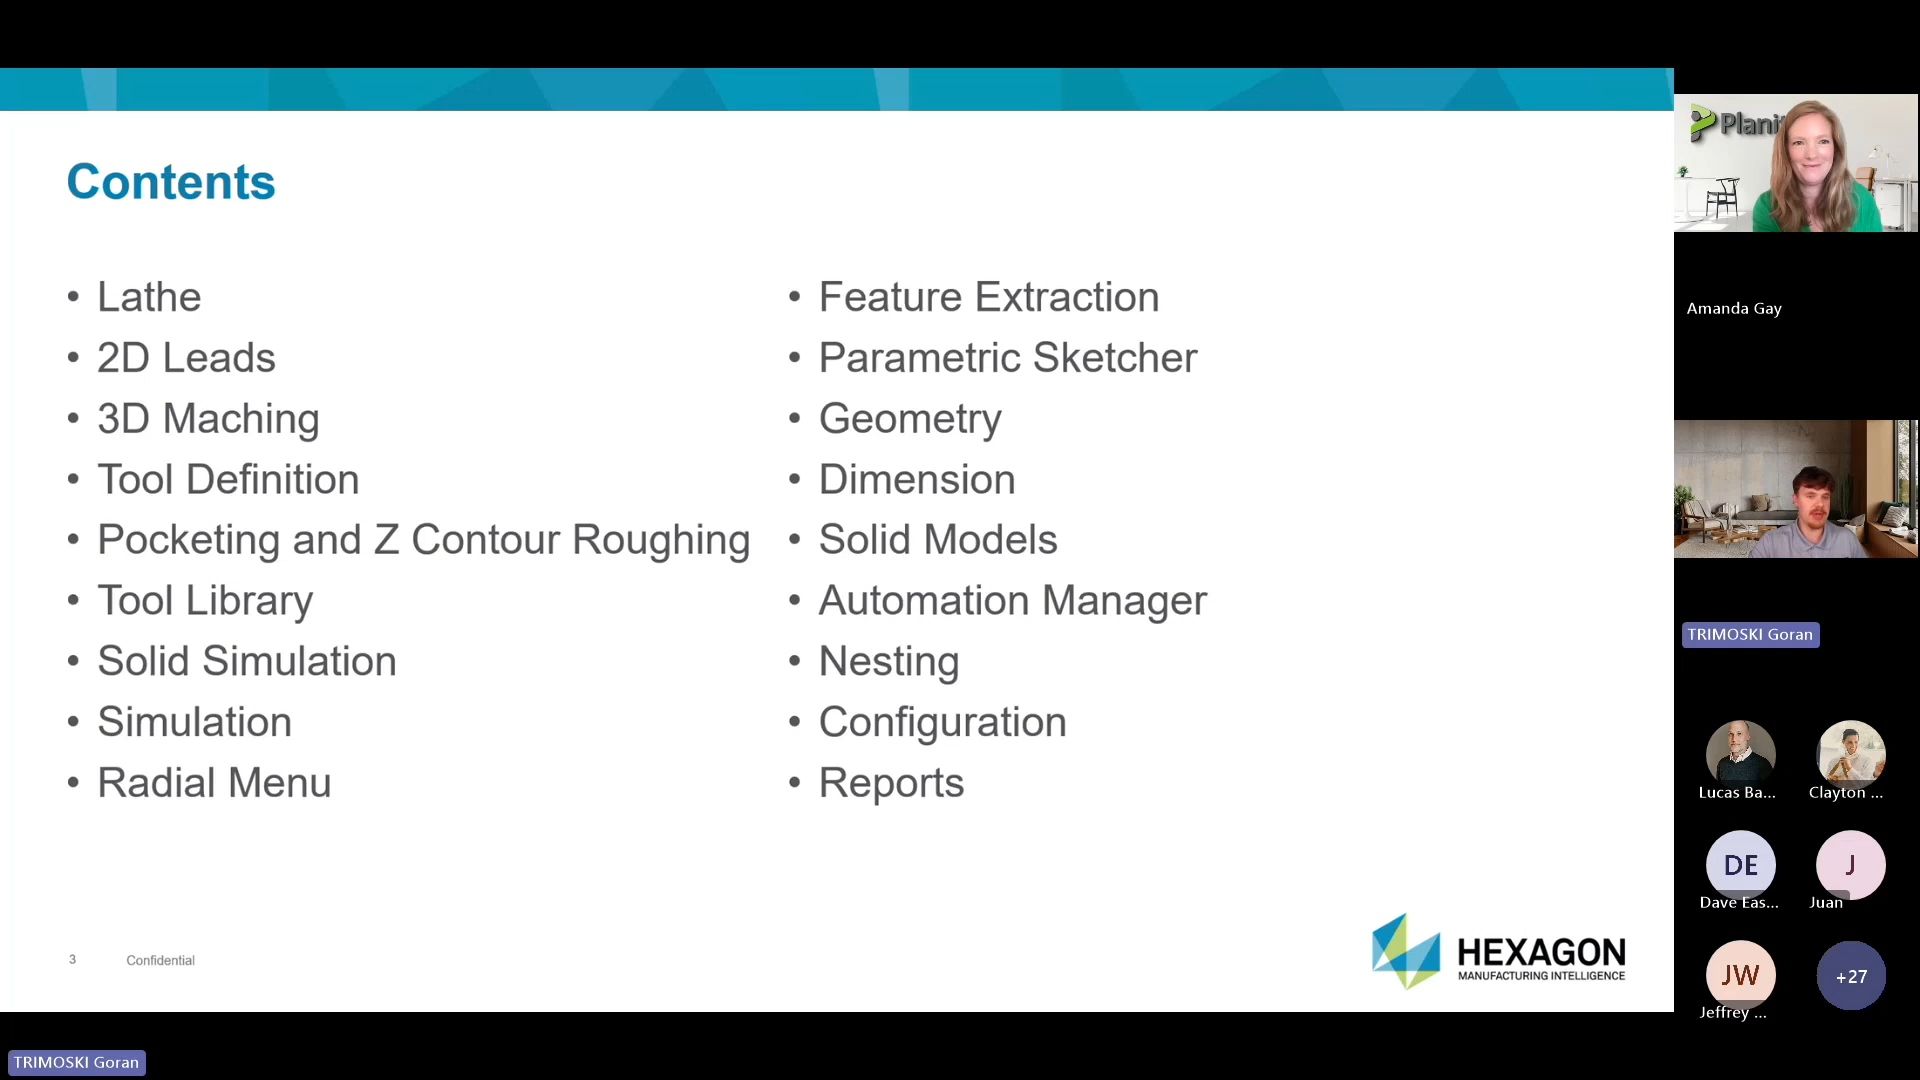 Contents
• Lathe
• 2D Leads
• 3D Maching
• Tool Definition
• Pocketing and Z Contour Roughing
• Tool Library
• Solid Simulation
• Simulation
• Radial Menu
• Feature Extraction
• Parametric Sketcher
• Geometry
• Dimension
• Solid Models
• Automation Manager
• Nesting
• Configuration
• Reports
3 Confidential
HEXAGON
MANUFACTURING INTELLIGENCE
Amanda Gay
TRIMOSKI Goran
Lucas Ba...
Clayton ...
DE
Dave Eas...
J
Juan
JW
Jeffrey ...
+27
TRIMOSKI Goran